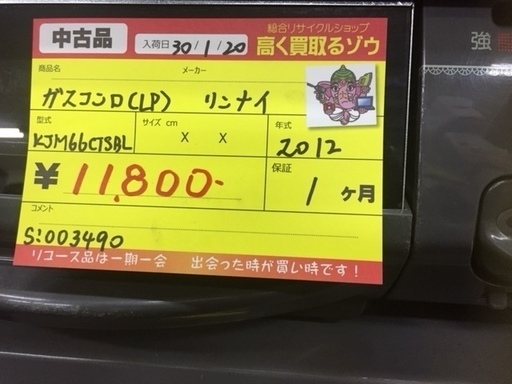 中古品 入荷日 30/1/20 総合リサイクルショップ
高く買取るゾウ
強
商品名 メーカー
ガスコンロ(LP) リンナイ
型式 サイズ cm 年式
KJM66CTSBL X X 2012
¥11,800- 保証 1ヶ月
コメント
S:003490
リユース品は一期一会 出会った時が買い時です！